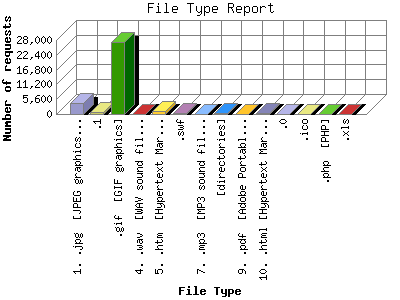 File Type Report
Number of requests
28,000
22,400
16,800
11,200
5,600
0
1. .jpg [JPEG graphics...
.1
.gif [GIF graphics]
4. .wav [WAV sound fil...
5. .htm [Hypertext Mar...
.swf
7. .mp3 [MP3 sound fil...
[directories]
9. .pdf [Adobe Portabl...
10. .html [Hypertext Mar...
.0
.ico
.php [PHP]
.xls
File Type